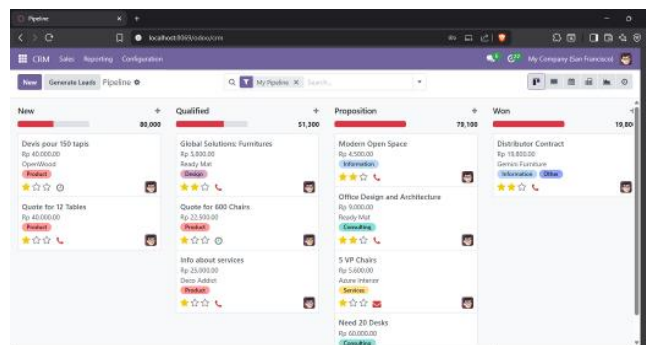 Pipeline
localhost:8069/odoo/crm
CRM Sales Reporting Configuration
My Company (San Francisco)
New Generate Leads Pipeline
My Pipeline Search...
New
80,000
Devis pour 150 tapis
Rp 40,000.00
OpenWood
Product
Quote for 12 Tables
Rp 40,000.00
Product
Qualified
51,300
Global Solutions: Furnitures
Rp 3,800.00
Ready Mat
Design
Quote for 600 Chairs
Rp 22,500.00
Product
Info about services
Rp 25,000.00
Deco Addict
Product
Proposition
79,100
Modern Open Space
Rp 4,500.00
Information
Office Design and Architecture
Rp 9,000.00
Ready Mat
Consulting
5 VP Chairs
Rp 5,600.00
Azure Interior
Services
Need 20 Desks
Rp 60,000.00
Consulting
Won
19,80
Distributor Contract
Rp 19,800.00
Gemini Furniture
Information Other